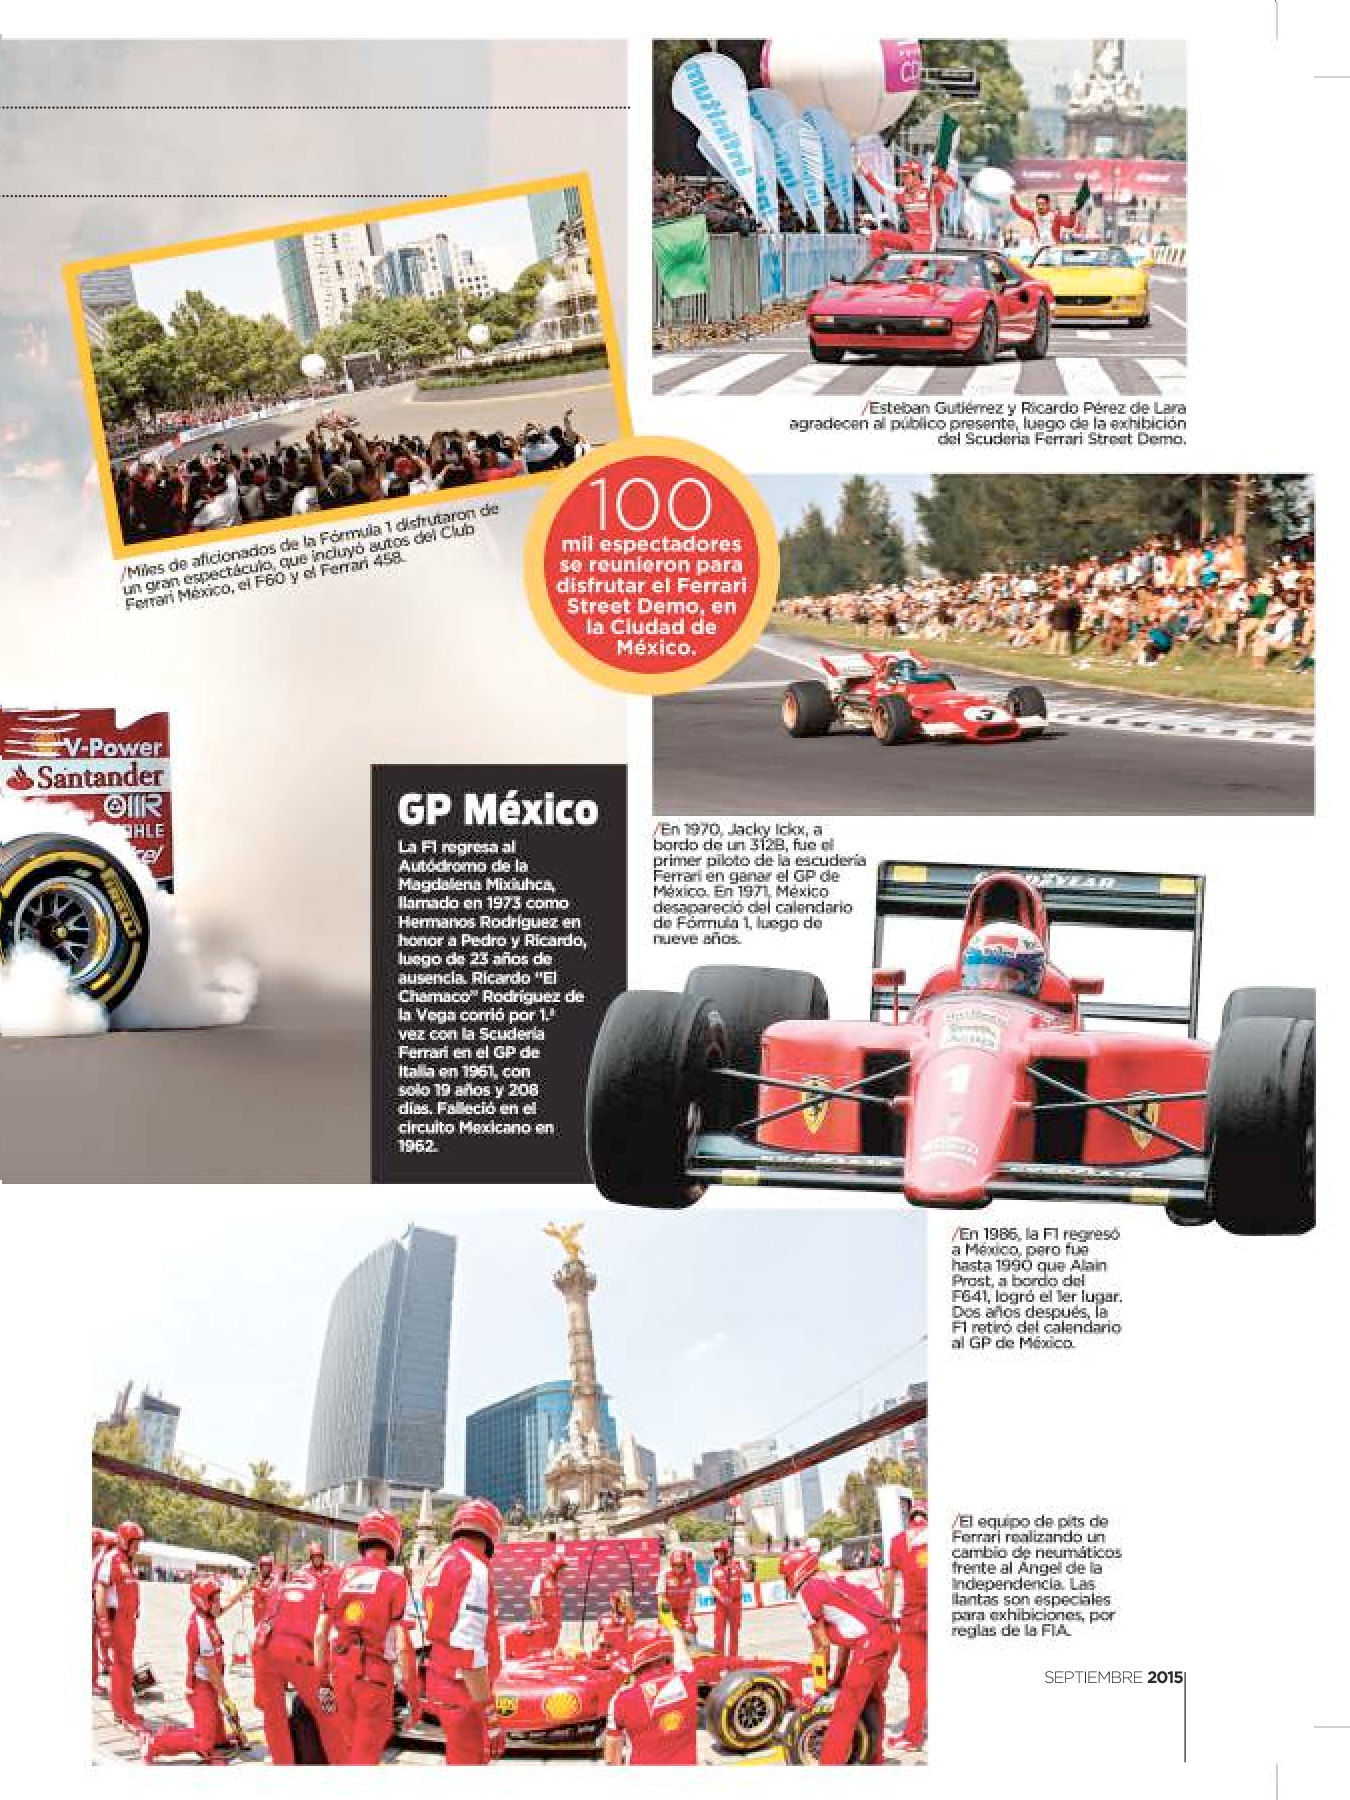 mustnitni
CD
/Esteban Gutiérrez y Ricardo Pérez de Lara
agradecen al público presente, luego de la exhibición
del Scuderia Ferrari Street Demo.
/Miles de aficionados de la Fórmula 1 disfrutaron de
un gran espectáculo, que incluyó autos del Club
Ferrari México, el F60 y el Ferrari 458.
100
mil espectadores
se reunieron para
disfrutar el Ferrari
Street Demo, en
la Ciudad de
México.
3
V-Power
Santander
GP México
La F1 regresa al
Autódromo de la
Magdalena Mixiuhca,
llamado en 1973 como
Hermanos Rodríguez en
honor a Pedro y Ricardo,
luego de 23 años de
ausencia. Ricardo "El
Chamaco" Rodríguez de
la Vega corrió por 1.ª
vez con la Scuderia
Ferrari en el GP de
Italia en 1961, con
solo 19 años y 208
días. Falleció en el
circuito Mexicano en
1962.
/En 1970, Jacky Ickx, a
bordo de un 312B, fue el
primer piloto de la escudería
Ferrari en ganar el GP de
México. En 1971, México
desapareció del calendario
de Fórmula 1, luego de
nueve años.
GOODYEAR
1
/En 1986, la F1 regresó
a México, pero fue
hasta 1990 que Alain
Prost, a bordo del
F641, logró el 1er lugar.
Dos años después, la
F1 retiró del calendario
al GP de México.
/El equipo de pits de
Ferrari realizando un
cambio de neumáticos
frente al Ángel de la
Independencia. Las
llantas son especiales
para exhibiciones, por
reglas de la FIA.
SEPTIEMBRE 2015